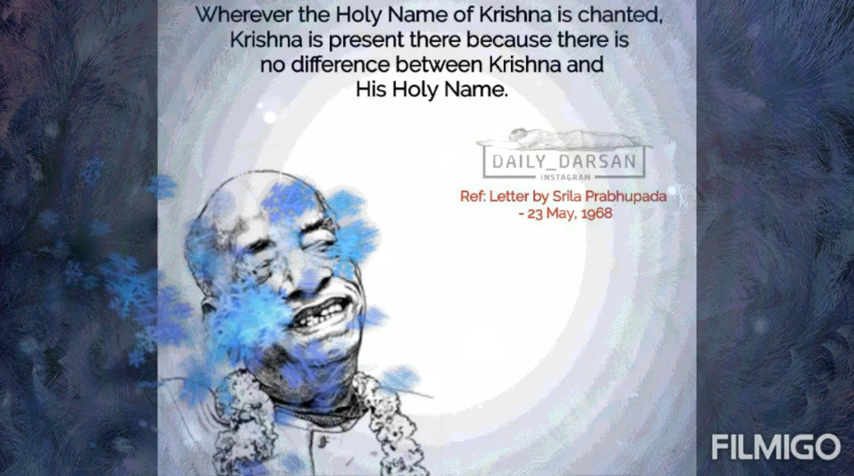 Wherever the Holy Name of Krishna is chanted,
Krishna is present there because there is
no difference between Krishna and
His Holy Name.
DAILY_DARSAN
INSTAGRAM
Ref: Letter by Srila Prabhupada
- 23 May, 1968
FILMIGO